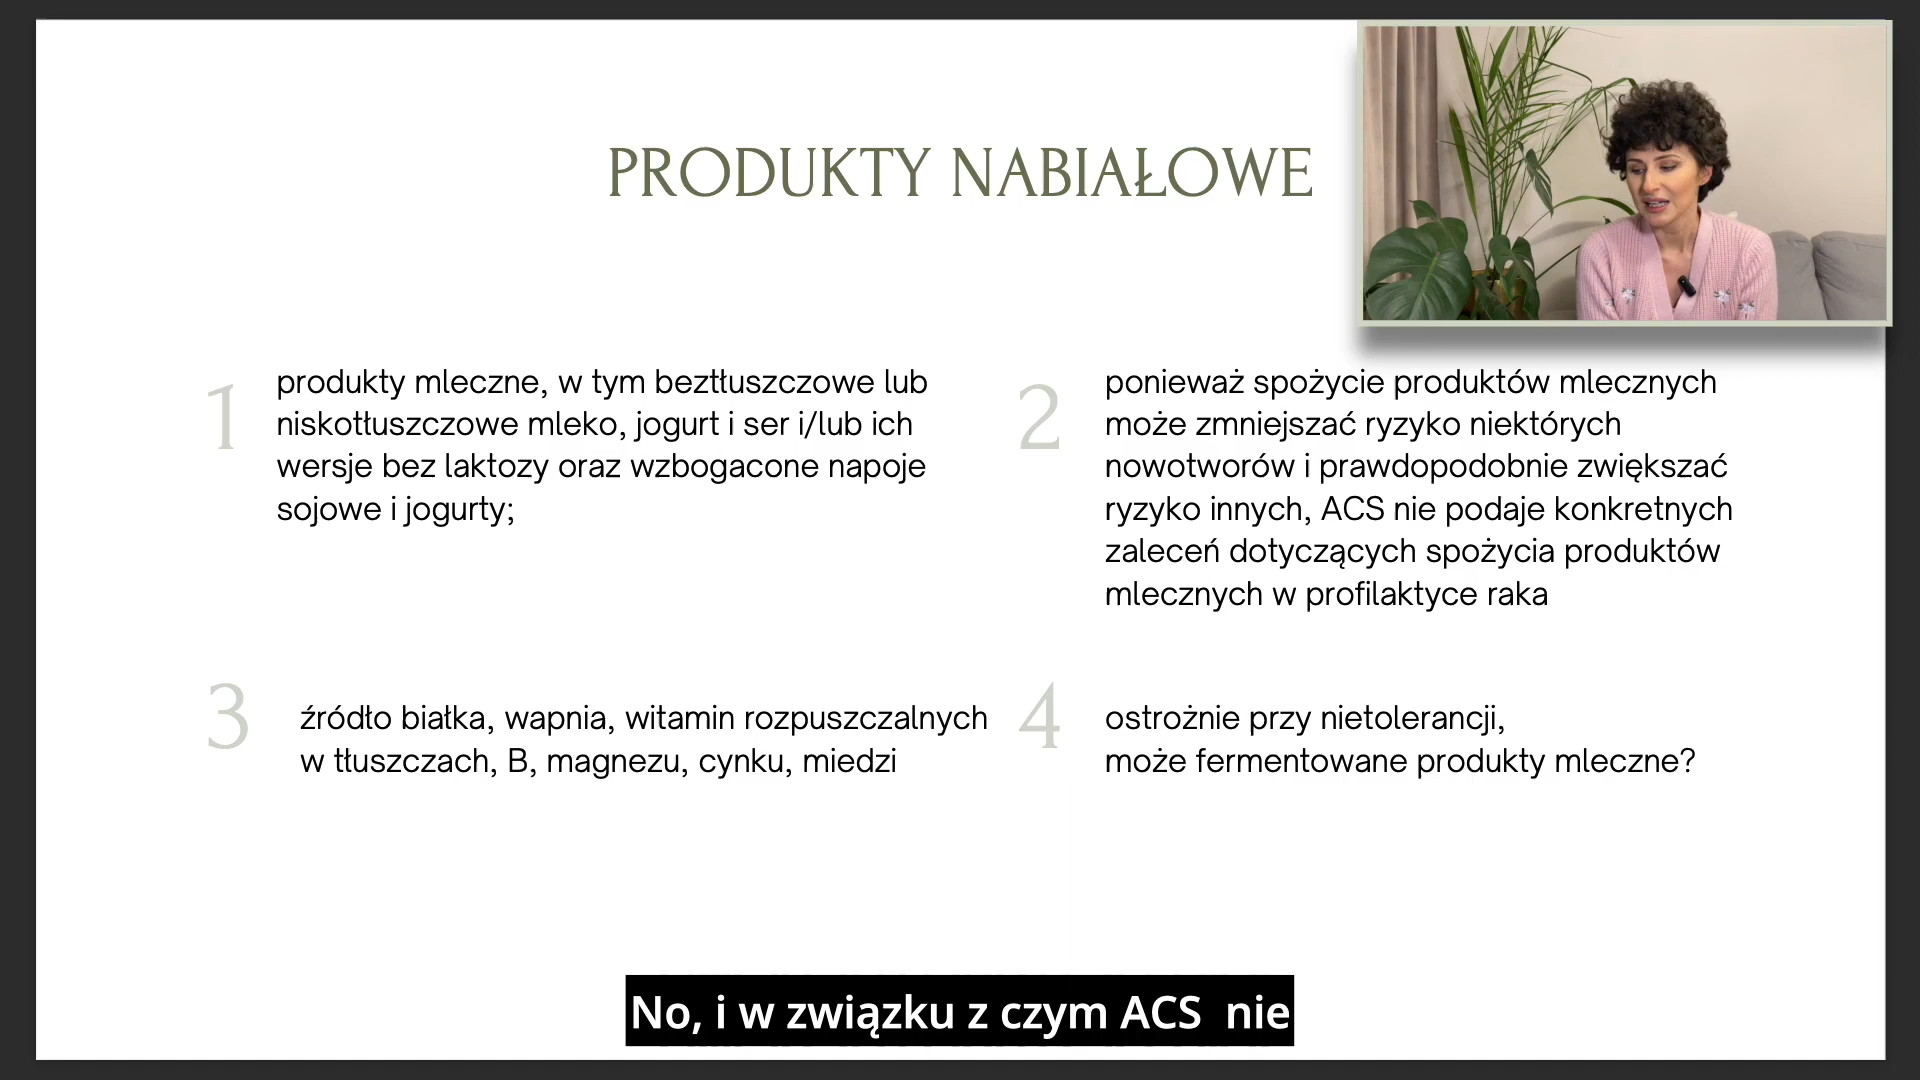 PRODUKTY NABIAŁOWE
1
produkty mleczne, w tym beztłuszczowe lub
niskotłuszczowe mleko, jogurt i ser i/lub ich
wersje bez laktozy oraz wzbogacone napoje
sojowe i jogurty;
2
ponieważ spożycie produktów mlecznych
może zmniejszać ryzyko niektórych
nowotworów i prawdopodobnie zwiększać
ryzyko innych, ACS nie podaje konkretnych
zaleceń dotyczących spożycia produktów
mlecznych w profilaktyce raka
3
źródło białka, wapnia, witamin rozpuszczalnych
w tłuszczach, B, magnezu, cynku, miedzi
4
ostrożnie przy nietolerancji,
może fermentowane produkty mleczne?
No, i w związku z czym ACS  nie